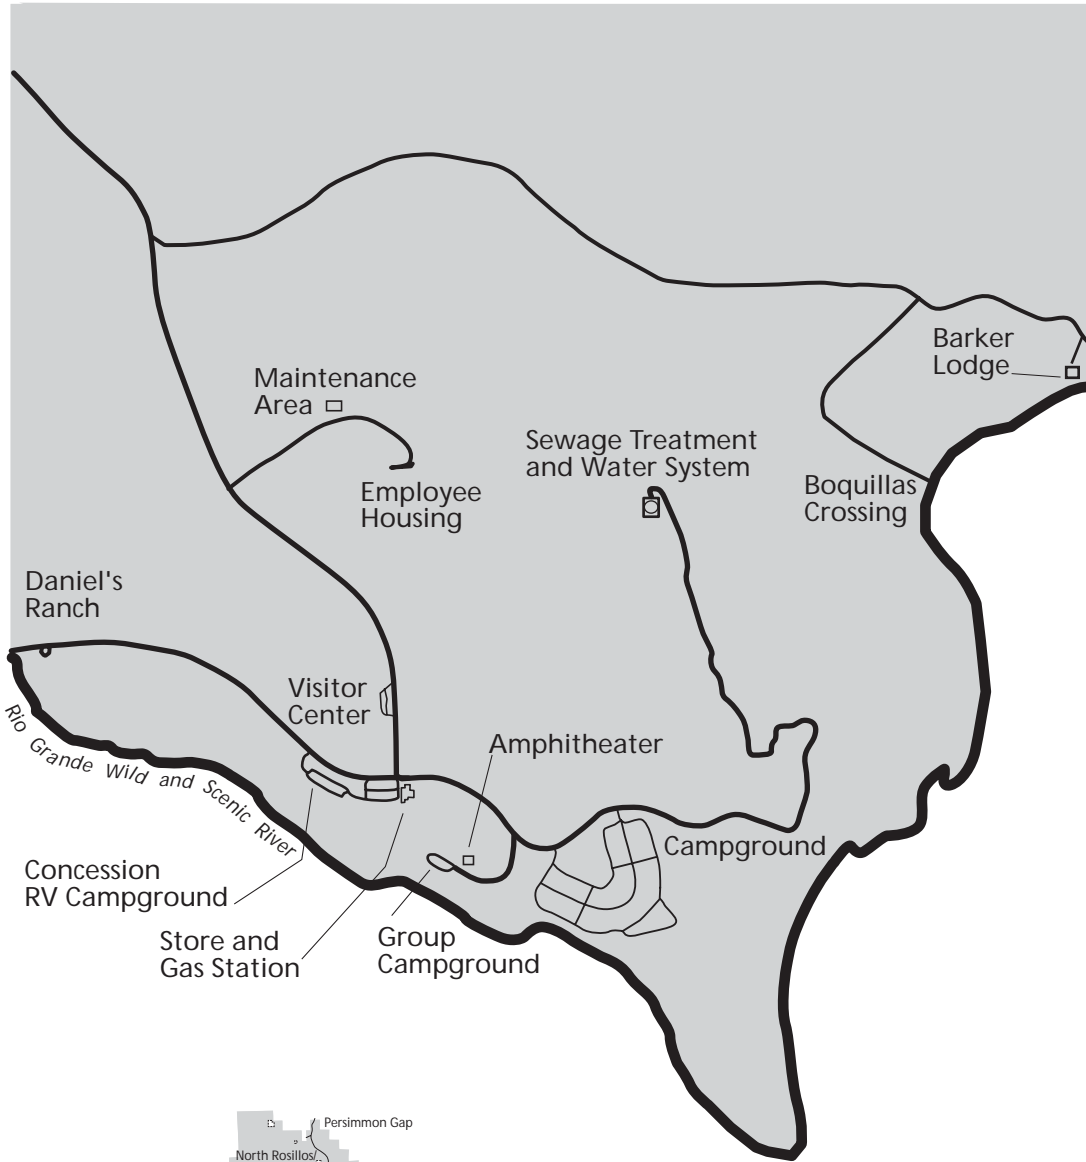 Barker
Lodge
Maintenance
Area
Sewage Treatment
and Water System
Boquillas
Crossing
Employee
Housing
Daniel's
Ranch
Visitor
Center
Amphitheater
Rio Grande Wild and Scenic River
Campground
Concession
RV Campground
Store and
Gas Station
Group
Campground
Persimmon Gap
North Rosillos/